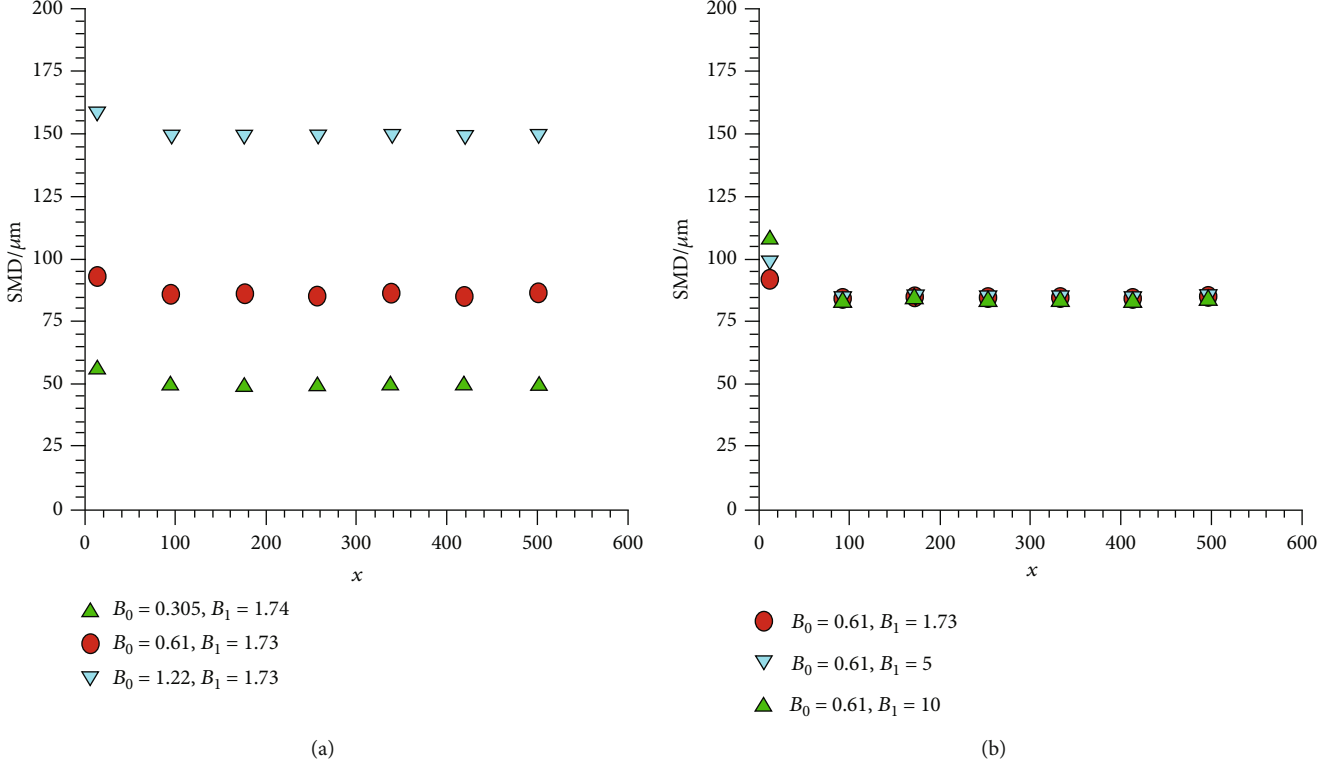 200
175
150
125
100
75
50
25
0
SMD/μm
0 100 200 300 400 500 600
x
B0 = 0.305, B1 = 1.74
B0 = 0.61, B1 = 1.73
B0 = 1.22, B1 = 1.73
(a)
200
175
150
125
100
75
50
25
0
SMD/μm
0 100 200 300 400 500 600
x
B0 = 0.61, B1 = 1.73
B0 = 0.61, B1 = 5
B0 = 0.61, B1 = 10
(b)